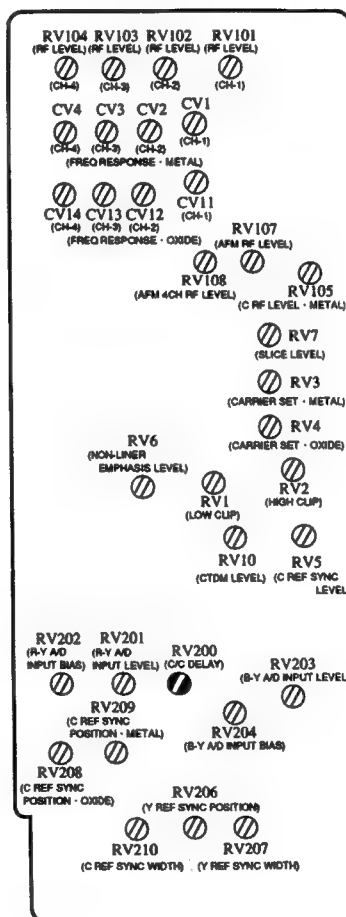 RV104 RV103 RV102 RV101
(RF LEVEL) (RF LEVEL) (RF LEVEL) (RF LEVEL)
(CH-4) (CH-3) (CH-2) (CH-1)
CV4 CV3 CV2 CV1
(CH-4) (CH-3) (CH-2) (CH-1)
(FREQ RESPONSE · METAL)
CV14 CV13 CV12 CV11
(CH-4) (CH-3) (CH-2) (CH-1)
(FREQ RESPONSE · OXIDE)
RV107
(AFM RF LEVEL)
RV108
(AFM 4CH RF LEVEL)
RV105
(C RF LEVEL · METAL)
RV7
(SLICE LEVEL)
RV3
(CARRIER SET · METAL)
RV4
(CARRIER SET · OXIDE)
RV6
(NON-LINER
EMPHASIS LEVEL)
RV1
(LOW CLIP)
RV2
(HIGH CLIP)
RV10
(CTDM LEVEL)
RV5
(C REF SYNC
LEVEL)
RV202
(R-Y A/D
INPUT BIAS)
RV201
(R-Y A/D
INPUT LEVEL)
RV200
(C/C DELAY)
RV203
(B-Y A/D INPUT LEVEL)
RV209
(C REF SYNC
POSITION · METAL)
RV204
(B-Y A/D INPUT BIAS)
RV208
(C REF SYNC
POSITION · OXIDE)
RV206
(Y REF SYNC POSITION)
RV210
(C REF SYNC WIDTH)
RV207
(Y REF SYNC WIDTH)